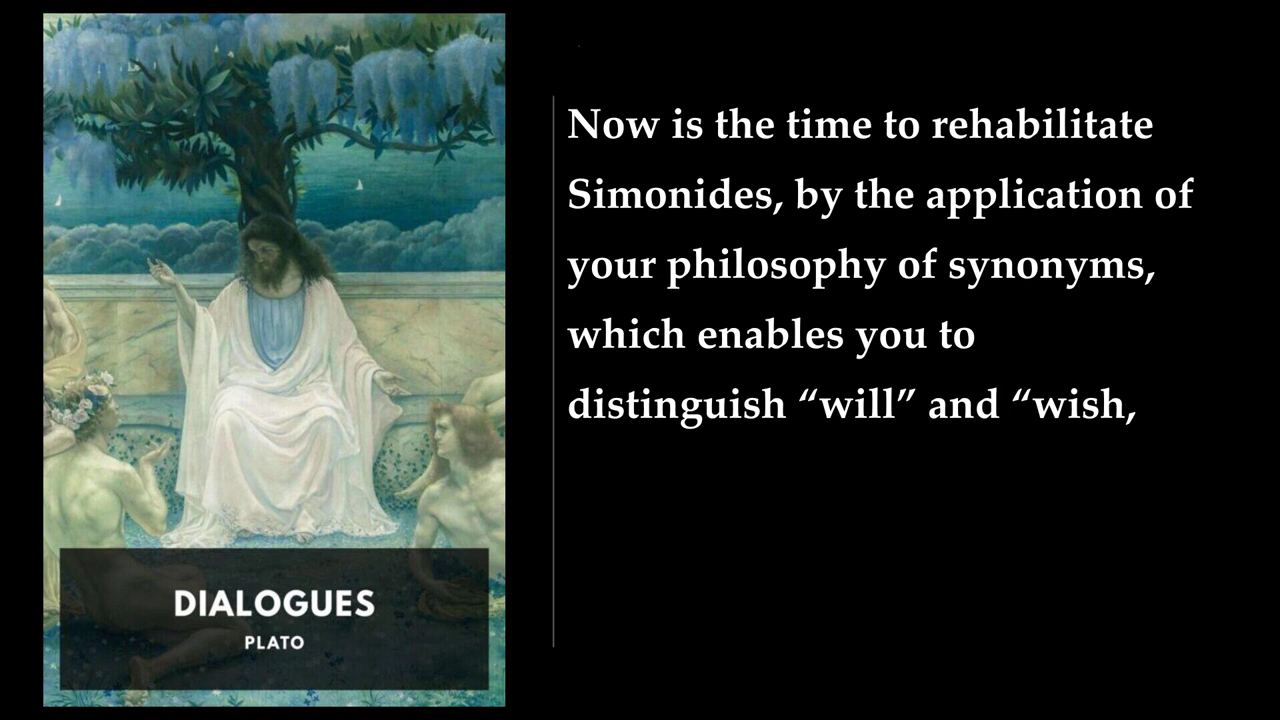 Now is the time to rehabilitate
Simonides, by the application of
your philosophy of synonyms,
which enables you to
distinguish “will” and “wish,
DIALOGUES
PLATO